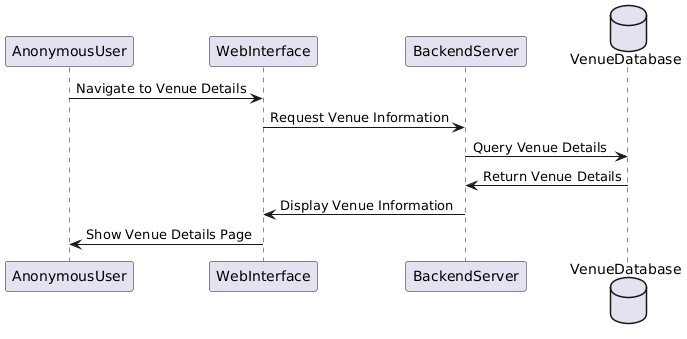 AnonymousUser
WebInterface
BackendServer
VenueDatabase
Navigate to Venue Details
Request Venue Information
Query Venue Details
Return Venue Details
Display Venue Information
Show Venue Details Page
AnonymousUser
WebInterface
BackendServer
VenueDatabase